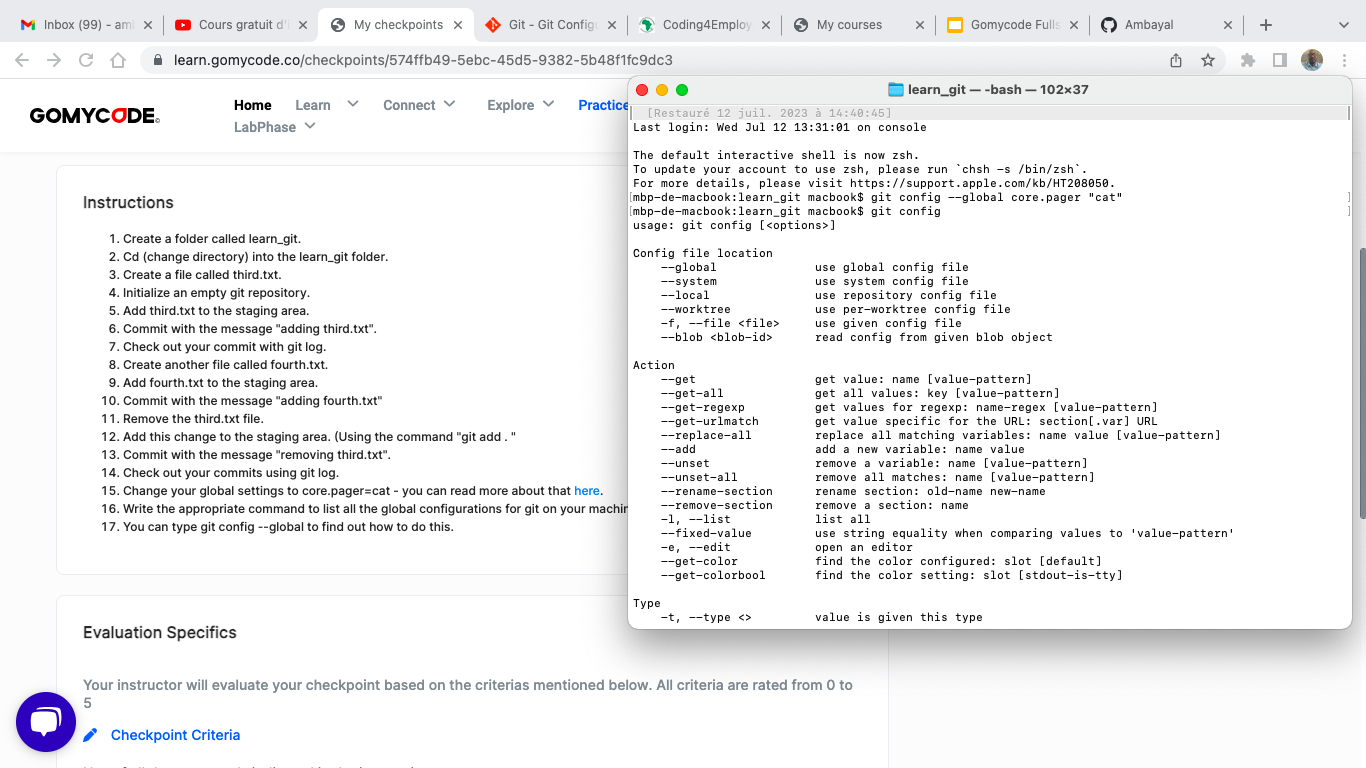 Inbox (99) - am
Cours gratuit d'
My checkpoints
Git - Git Configu
Coding4Employ
My courses
Gomycode Fulls
Ambayal
learn.gomycode.co/checkpoints/574ffb49-5ebc-45d5-9382-5b48f1fc9dc3
GOMYCODE
Home
Learn
Connect
Explore
Practice
LabPhase
Instructions
1. Create a folder called learn_git.
2. Cd (change directory) into the learn_git folder.
3. Create a file called third.txt.
4. Initialize an empty git repository.
5. Add third.txt to the staging area.
6. Commit with the message "adding third.txt".
7. Check out your commit with git log.
8. Create another file called fourth.txt.
9. Add fourth.txt to the staging area.
10. Commit with the message "adding fourth.txt"
11. Remove the third.txt file.
12. Add this change to the staging area. (Using the command "git add . "
13. Commit with the message "removing third.txt".
14. Check out your commits using git log.
15. Change your global settings to core.pager=cat - you can read more about that here.
16. Write the appropriate command to list all the global configurations for git on your machin
17. You can type git config --global to find out how to do this.
Evaluation Specifics
Your instructor will evaluate your checkpoint based on the criterias mentioned below. All criteria are rated from 0 to
5
Checkpoint Criteria
learn_git — -bash — 102×37
[Restauré 12 juil. 2023 à 14:40:45]
Last login: Wed Jul 12 13:31:01 on console
The default interactive shell is now zsh.
To update your account to use zsh, please run `chsh -s /bin/zsh`.
For more details, please visit https://support.apple.com/kb/HT208050.
[mbp-de-macbook:learn_git macbook$ git config --global core.pager "cat" ]
[mbp-de-macbook:learn_git macbook$ git config ]
usage: git config [<options>]
Config file location
--global use global config file
--system use system config file
--local use repository config file
--worktree use per-worktree config file
-f, --file <file> use given config file
--blob <blob-id> read config from given blob object
Action
--get get value: name [value-pattern]
--get-all get all values: key [value-pattern]
--get-regexp get values for regexp: name-regex [value-pattern]
--get-urlmatch get value specific for the URL: section[.var] URL
--replace-all replace all matching variables: name value [value-pattern]
--add add a new variable: name value
--unset remove a variable: name [value-pattern]
--unset-all remove all matches: name [value-pattern]
--rename-section rename section: old-name new-name
--remove-section remove a section: name
-l, --list list all
--fixed-value use string equality when comparing values to 'value-pattern'
-e, --edit open an editor
--get-color find the color configured: slot [default]
--get-colorbool find the color setting: slot [stdout-is-tty]
Type
-t, --type <> value is given this type